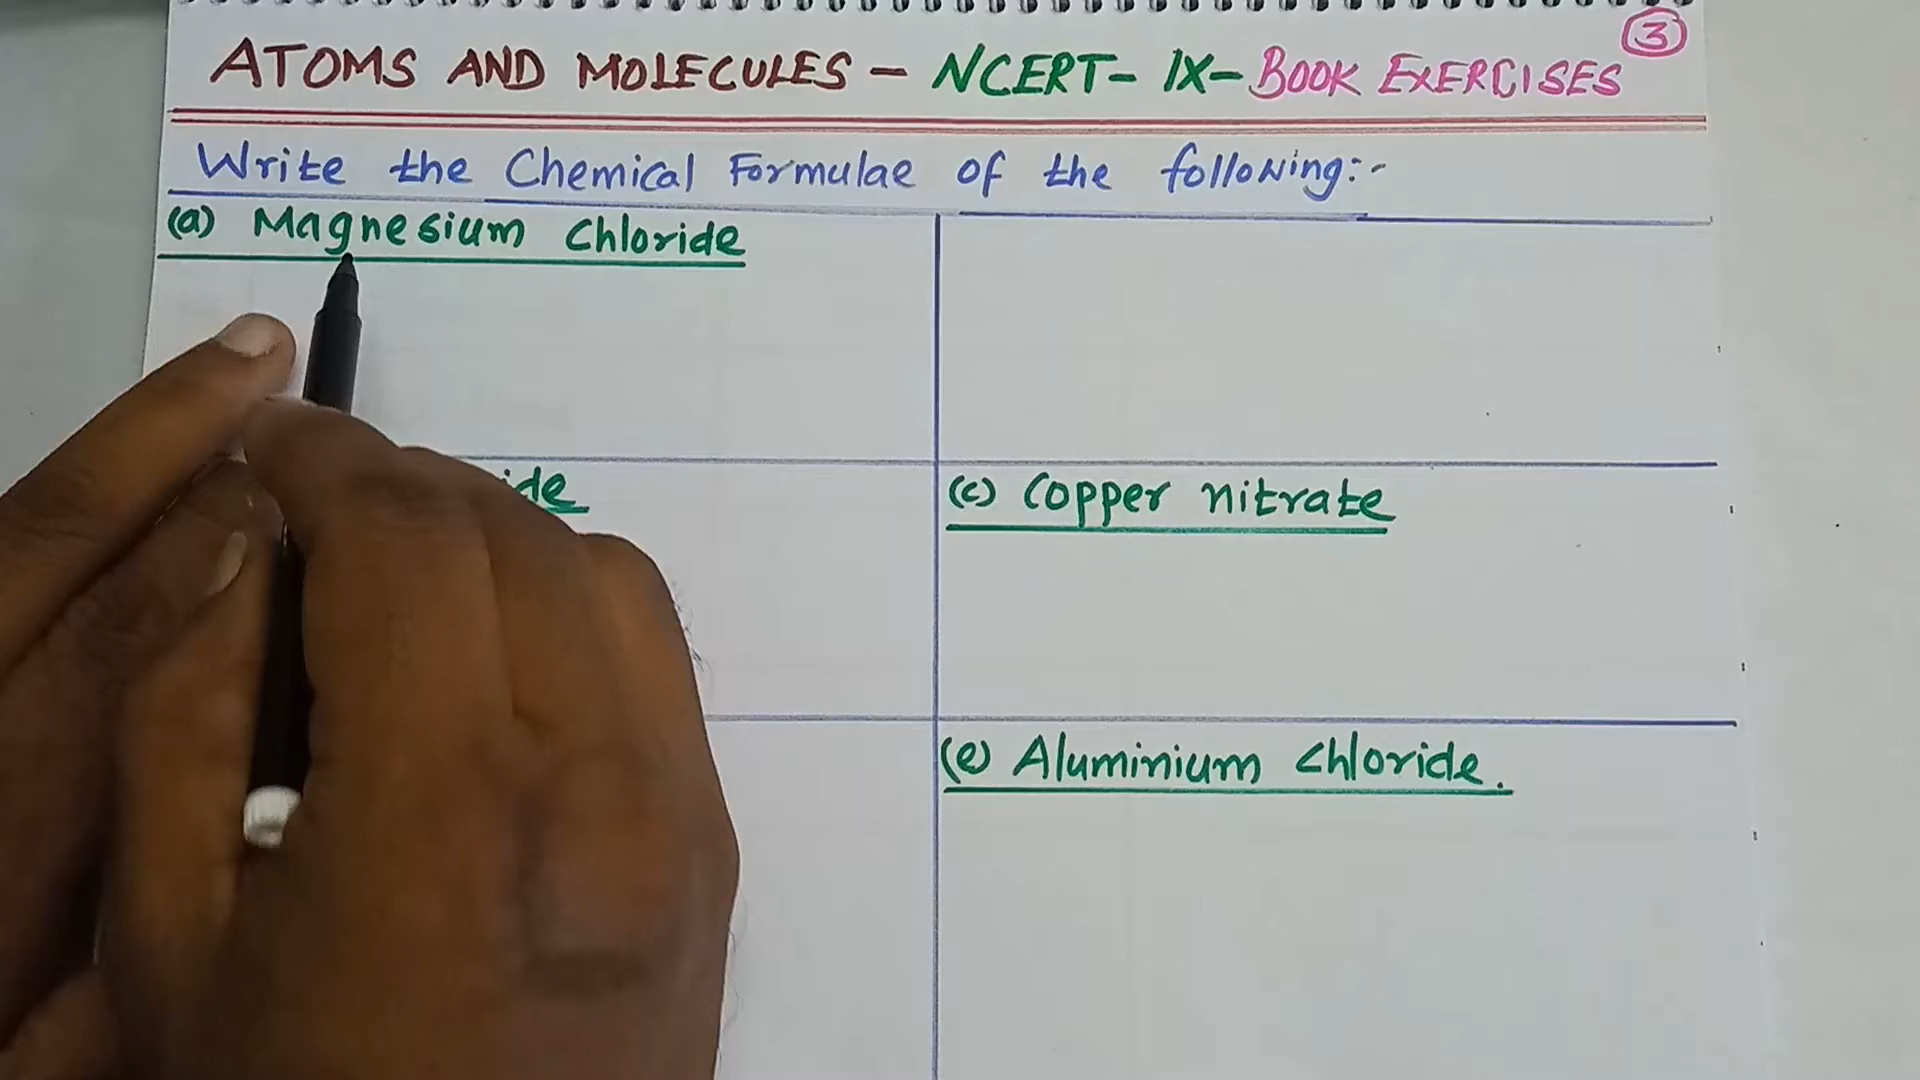 3
ATOMS AND MOLECULES - NCERT- IX- BOOK EXERCISES
Write the Chemical Formulae of the following:-
(a) Magnesium Chloride
(c) Copper nitrate
(e) Aluminium Chloride.